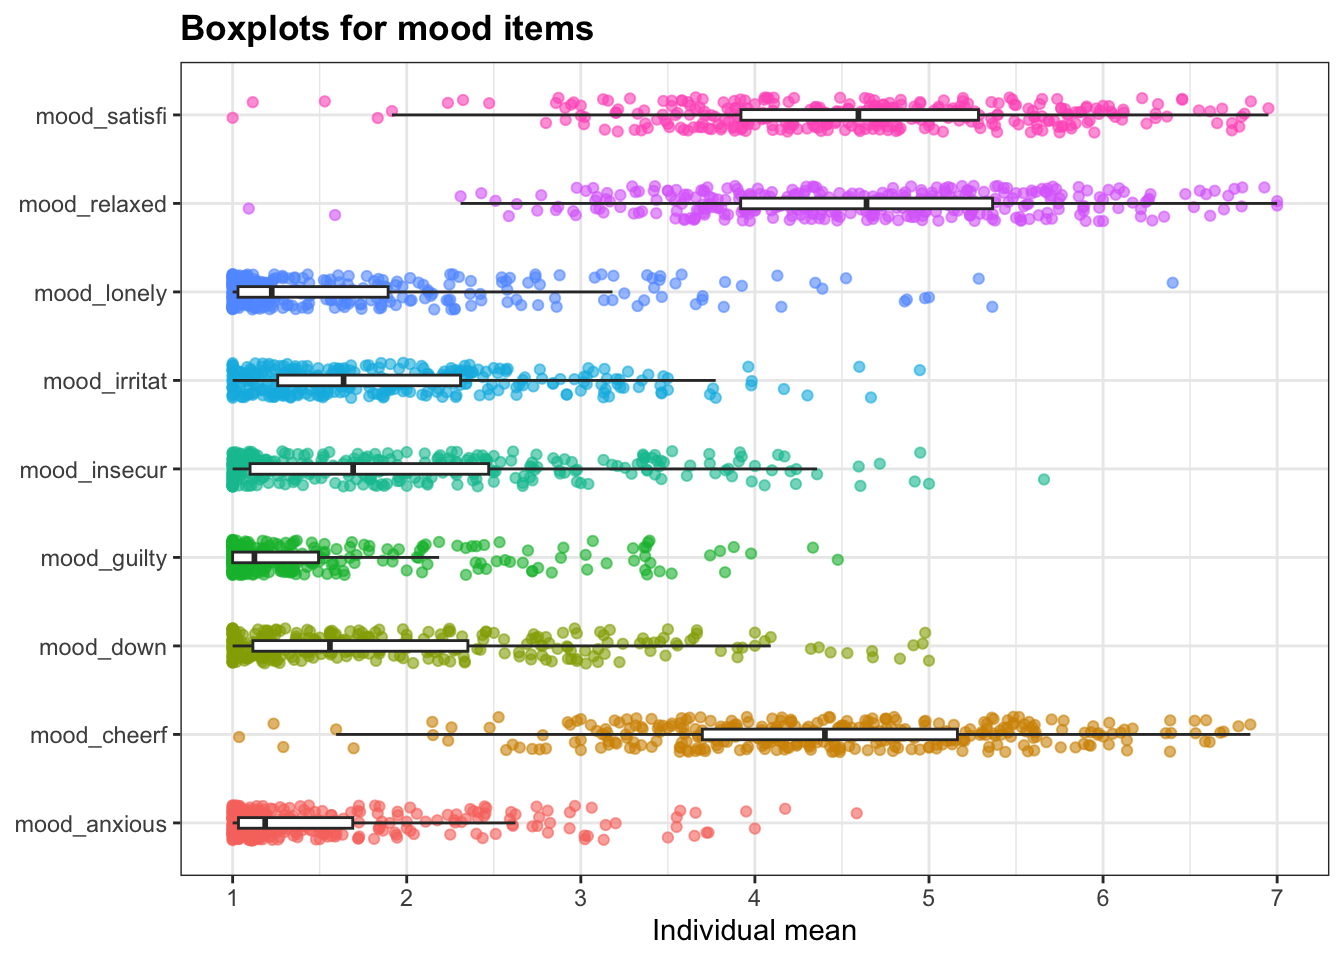 Boxplots for mood items
mood_satisfi
mood_relaxed
mood_lonely
mood_irritat
mood_insecur
mood_guilty
mood_down
mood_cheerf
mood_anxious
1 2 3 4 5 6 7
Individual mean